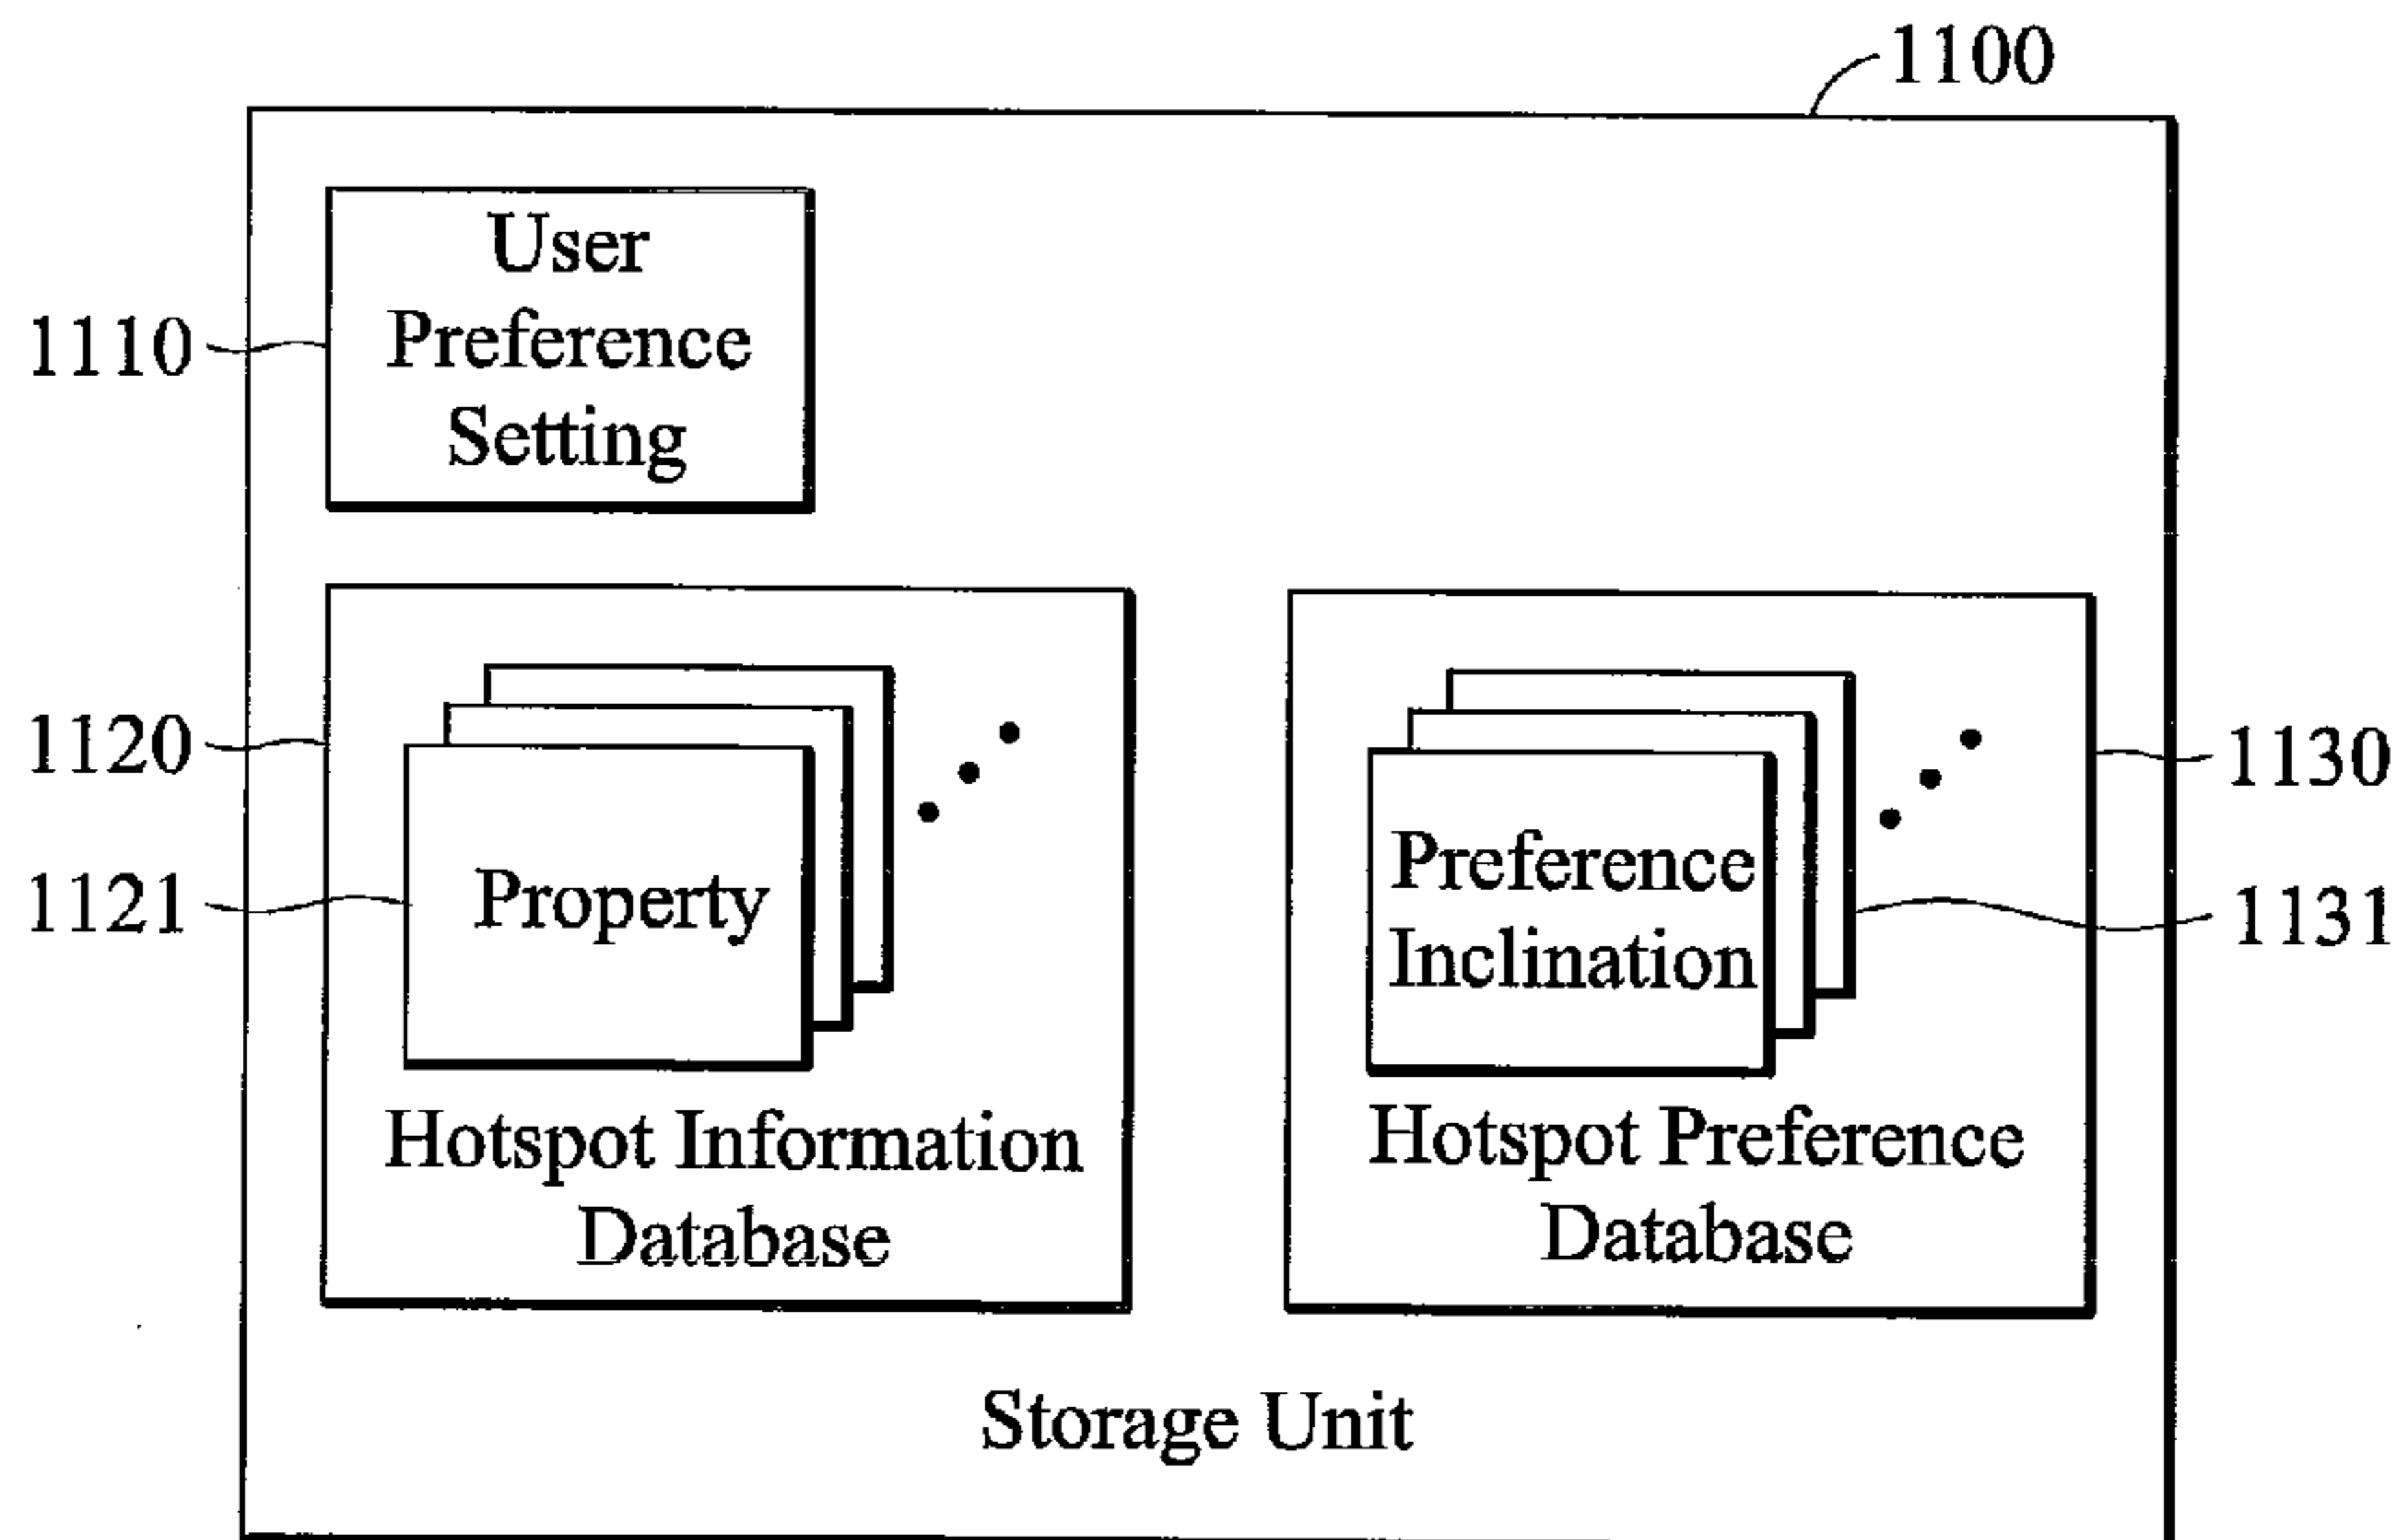 1100
User
Preference
Setting
1110
1120
1121
Property
Hotspot Information
Database
1130
1131
Preference
Inclination
Hotspot Preference
Database
Storage Unit